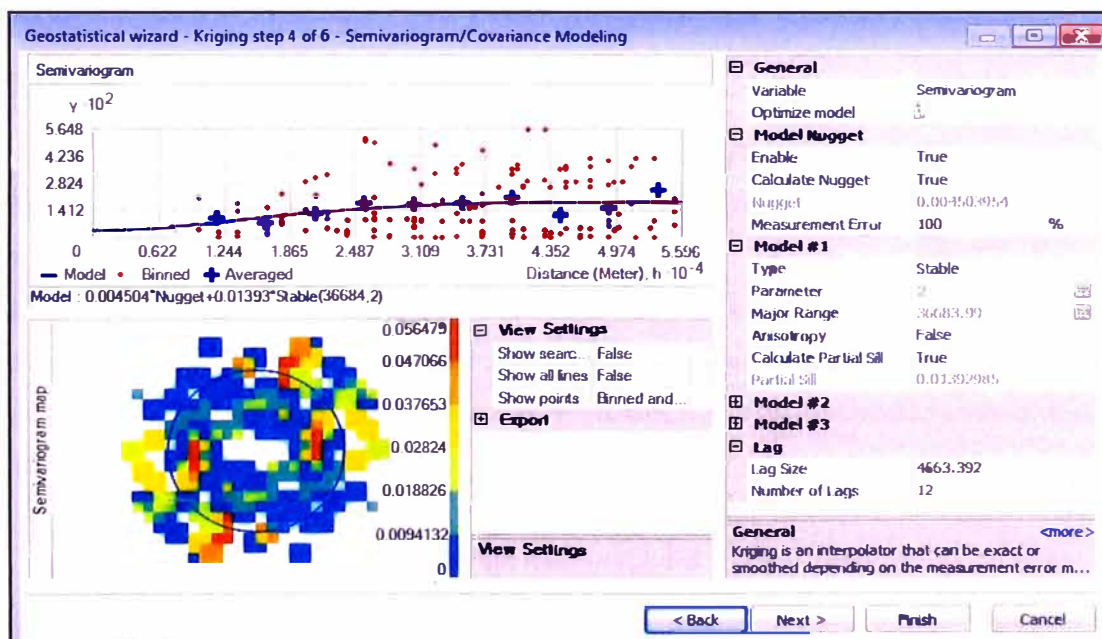 Geostatistical wizard - Kriging step 4 of 6 - Semivariogram/Covariance Modeling
Semivariogram
γ ·10²
5.648
4.236
2.824
1 412
0 0.622 1.244 1.865 2.487 3.109 3.731 4.352 4.974 5.596
Model Binned Averaged Distance (Meter), h ·10⁻⁴
Model : 0.004504*Nugget+0.01393*Stable(36684,2)
Semivariogram map
0.056479
0.047066
0.037653
0.02824
0.018826
0.0094132
0
View Settings
Show searc... False
Show all lines False
Show points Binned and...
Export
View Settings
General
Variable Semivariogram
Optimize model
Model Nugget
Enable True
Calculate Nugget True
Nugget 0.004503954
Measurement Error 100 %
Model #1
Type Stable
Parameter 2
Major Range 36683.99
Anisotropy False
Calculate Partial Sill True
Partial Sill 0.01392985
Model #2
Model #3
Lag
Lag Size 4663.392
Number of Lags 12
General <more>
Kriging is an interpolator that can be exact or
smoothed depending on the measurement error m...
< Back Next > Finish Cancel